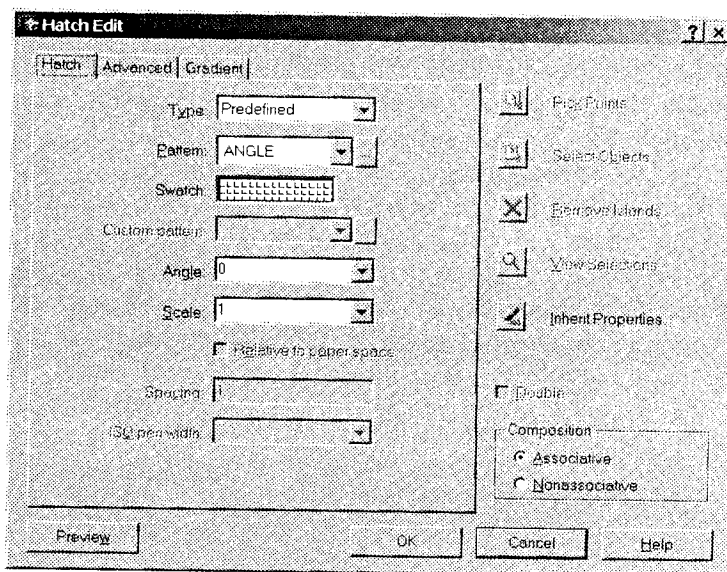 Hatch Edit
? ×
Hatch Advanced Gradient
Type: Predefined
Pattern: ANGLE ...
Swatch:
Custom pattern:
Angle: 0
Scale: 1
Relative to paper space
Spacing: 1
ISO pen width:
Pick Points
Select Objects
Remove Islands
View Selections
Inherit Properties
Double
Composition
Associative
Nonassociative
Preview OK Cancel Help